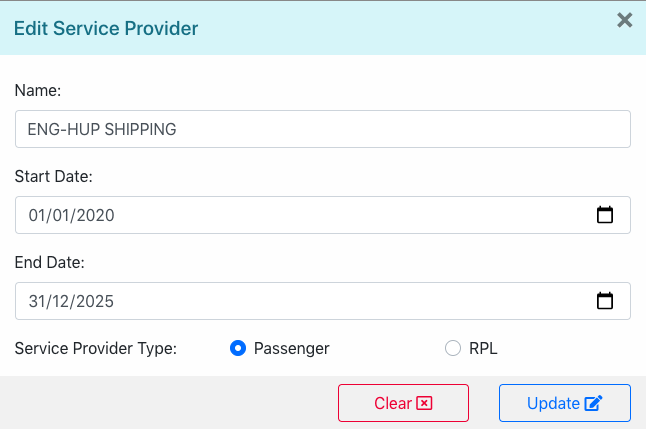 Edit Service Provider
Name:
ENG-HUP SHIPPING
Start Date:
01/01/2020
End Date:
31/12/2025
Service Provider Type: Passenger RPL
Clear Update